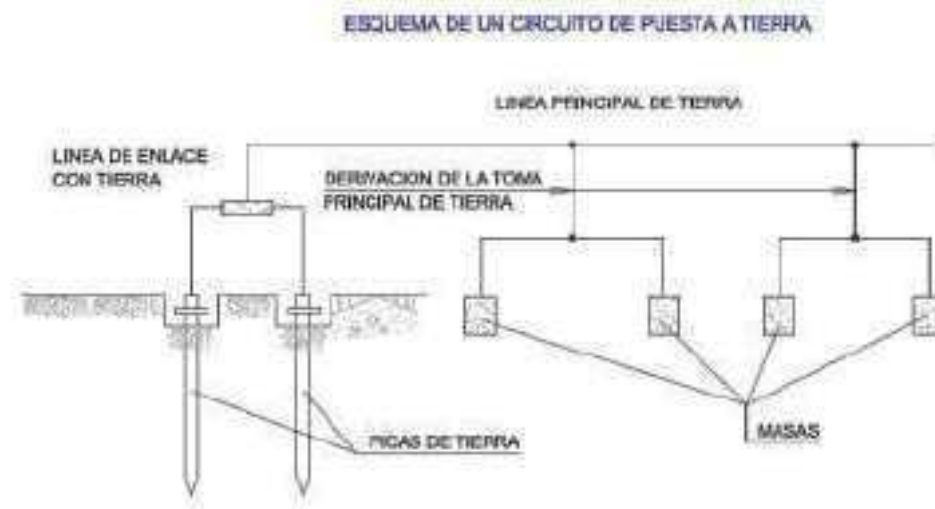 ESQUEMA DE UN CIRCUITO DE PUESTA A TIERRA
LINEA PRINCIPAL DE TIERRA
LINEA DE ENLACE
CON TIERRA
DERIVACION DE LA TOMA
PRINCIPAL DE TIERRA
PICAS DE TIERRA
MASAS